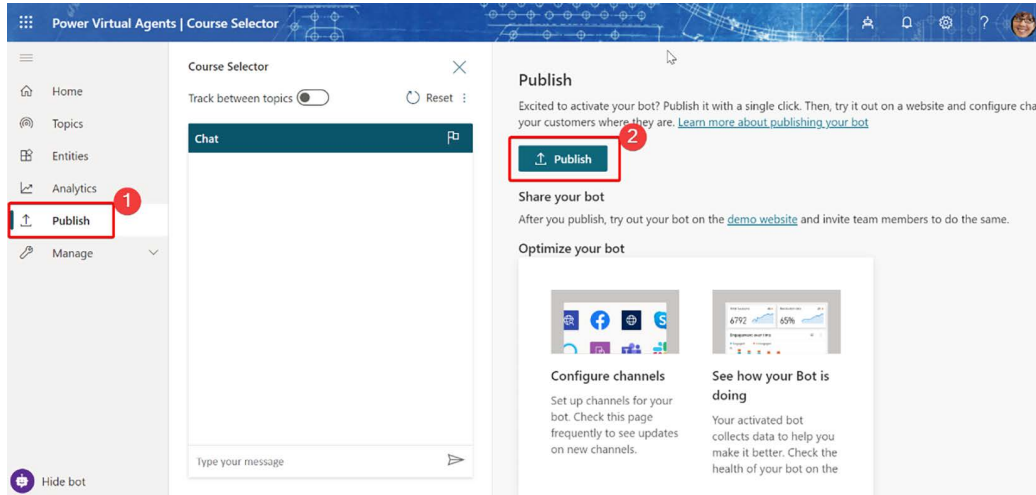 Power Virtual Agents | Course Selector
?
Home
Topics
Entities
Analytics
1
Publish
Manage
Hide bot
Course Selector
Track between topics
Reset
Chat
Type your message
Publish
Excited to activate your bot? Publish it with a single click. Then, try it out on a website and configure cha
your customers where they are. Learn more about publishing your bot
2
Publish
Share your bot
After you publish, try out your bot on the demo website and invite team members to do the same.
Optimize your bot
Configure channels
Set up channels for your
bot. Check this page
frequently to see updates
on new channels.
6792
65%
See how your Bot is
doing
Your activated bot
collects data to help you
make it better. Check the
health of your bot on the